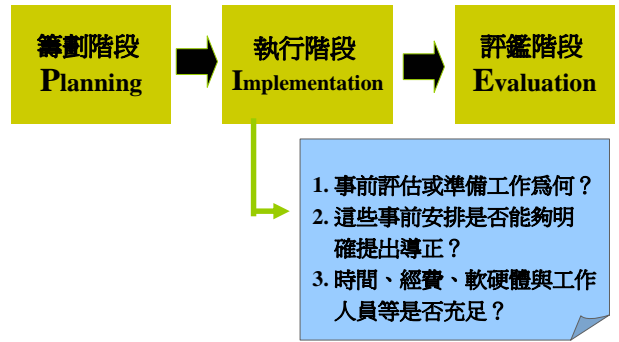 籌劃階段
Planning
執行階段
Implementation
評鑑階段
Evaluation
1. 事前評估或準備工作爲何？
2. 這些事前安排是否能夠明
確提出導正？
3. 時間、經費、軟硬體與工作
人員等是否充足？